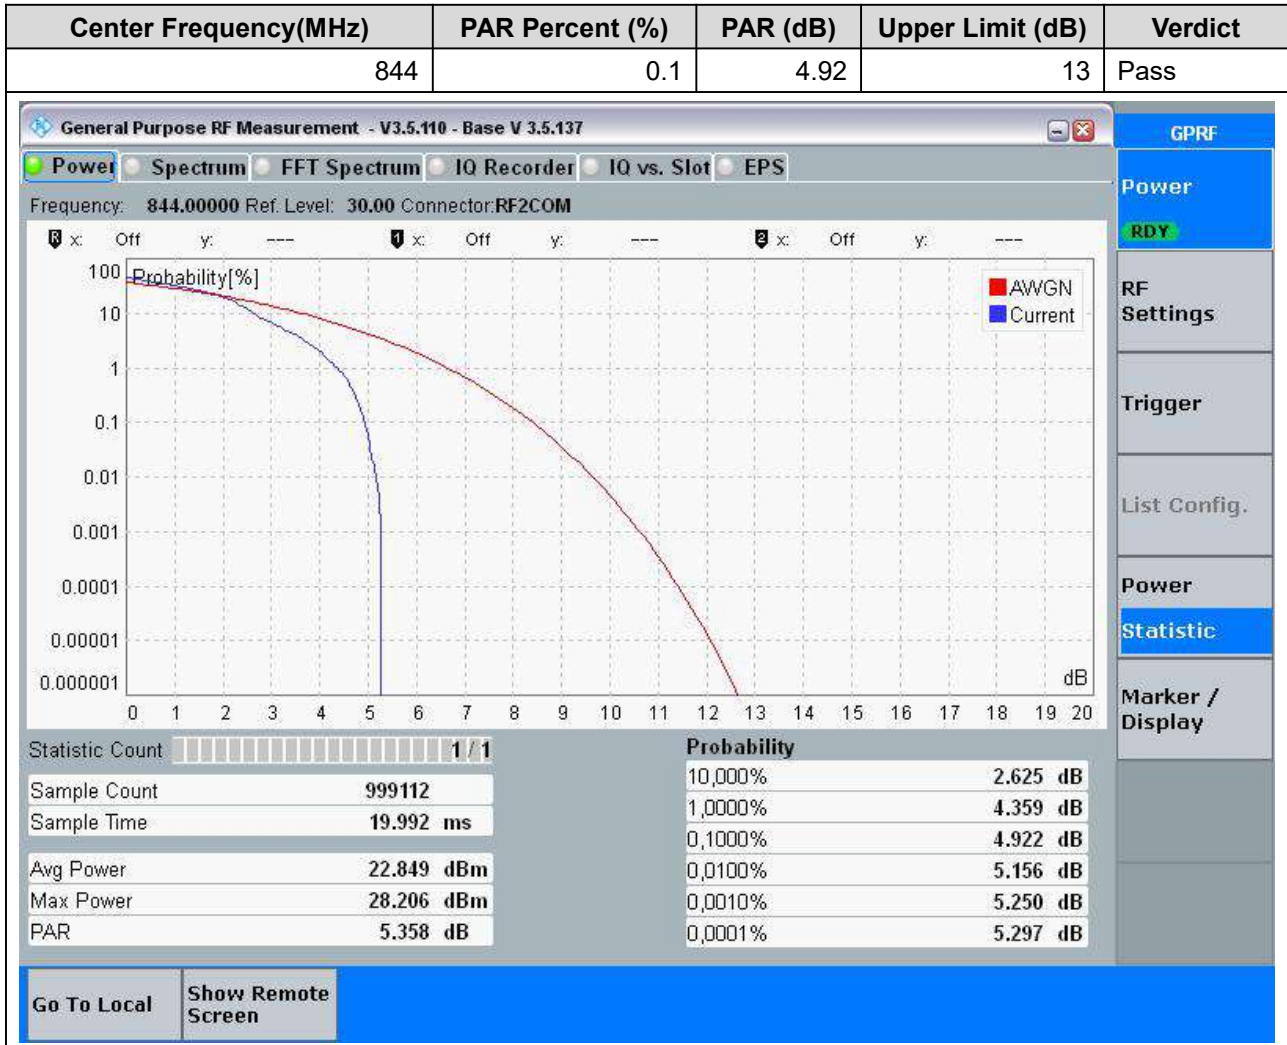 Center Frequency(MHz) PAR Percent (%) PAR (dB) Upper Limit (dB) Verdict
844 0.1 4.92 13 Pass
General Purpose RF Measurement - V3.5.110 - Base V 3.5.137
GPRF
Power Spectrum FFT Spectrum IQ Recorder IQ vs. Slot EPS
Frequency: 844.00000 Ref. Level: 30.00 Connector:RF2COM
R x: Off y: --- 1 x: Off y: --- 2 x: Off y: ---
Probability[%]
AWGN
Current
100
10
1
0.1
0.01
0.001
0.0001
0.00001
0.000001
dB
0 1 2 3 4 5 6 7 8 9 10 11 12 13 14 15 16 17 18 19 20
Statistic Count 1 / 1
Sample Count 999112
Sample Time 19.992 ms
Avg Power 22.849 dBm
Max Power 28.206 dBm
PAR 5.358 dB
Probability
10,000% 2.625 dB
1,0000% 4.359 dB
0,1000% 4.922 dB
0,0100% 5.156 dB
0,0010% 5.250 dB
0,0001% 5.297 dB
Power
RDY
RF
Settings
Trigger
List Config.
Power
Statistic
Marker /
Display
Go To Local
Show Remote
Screen